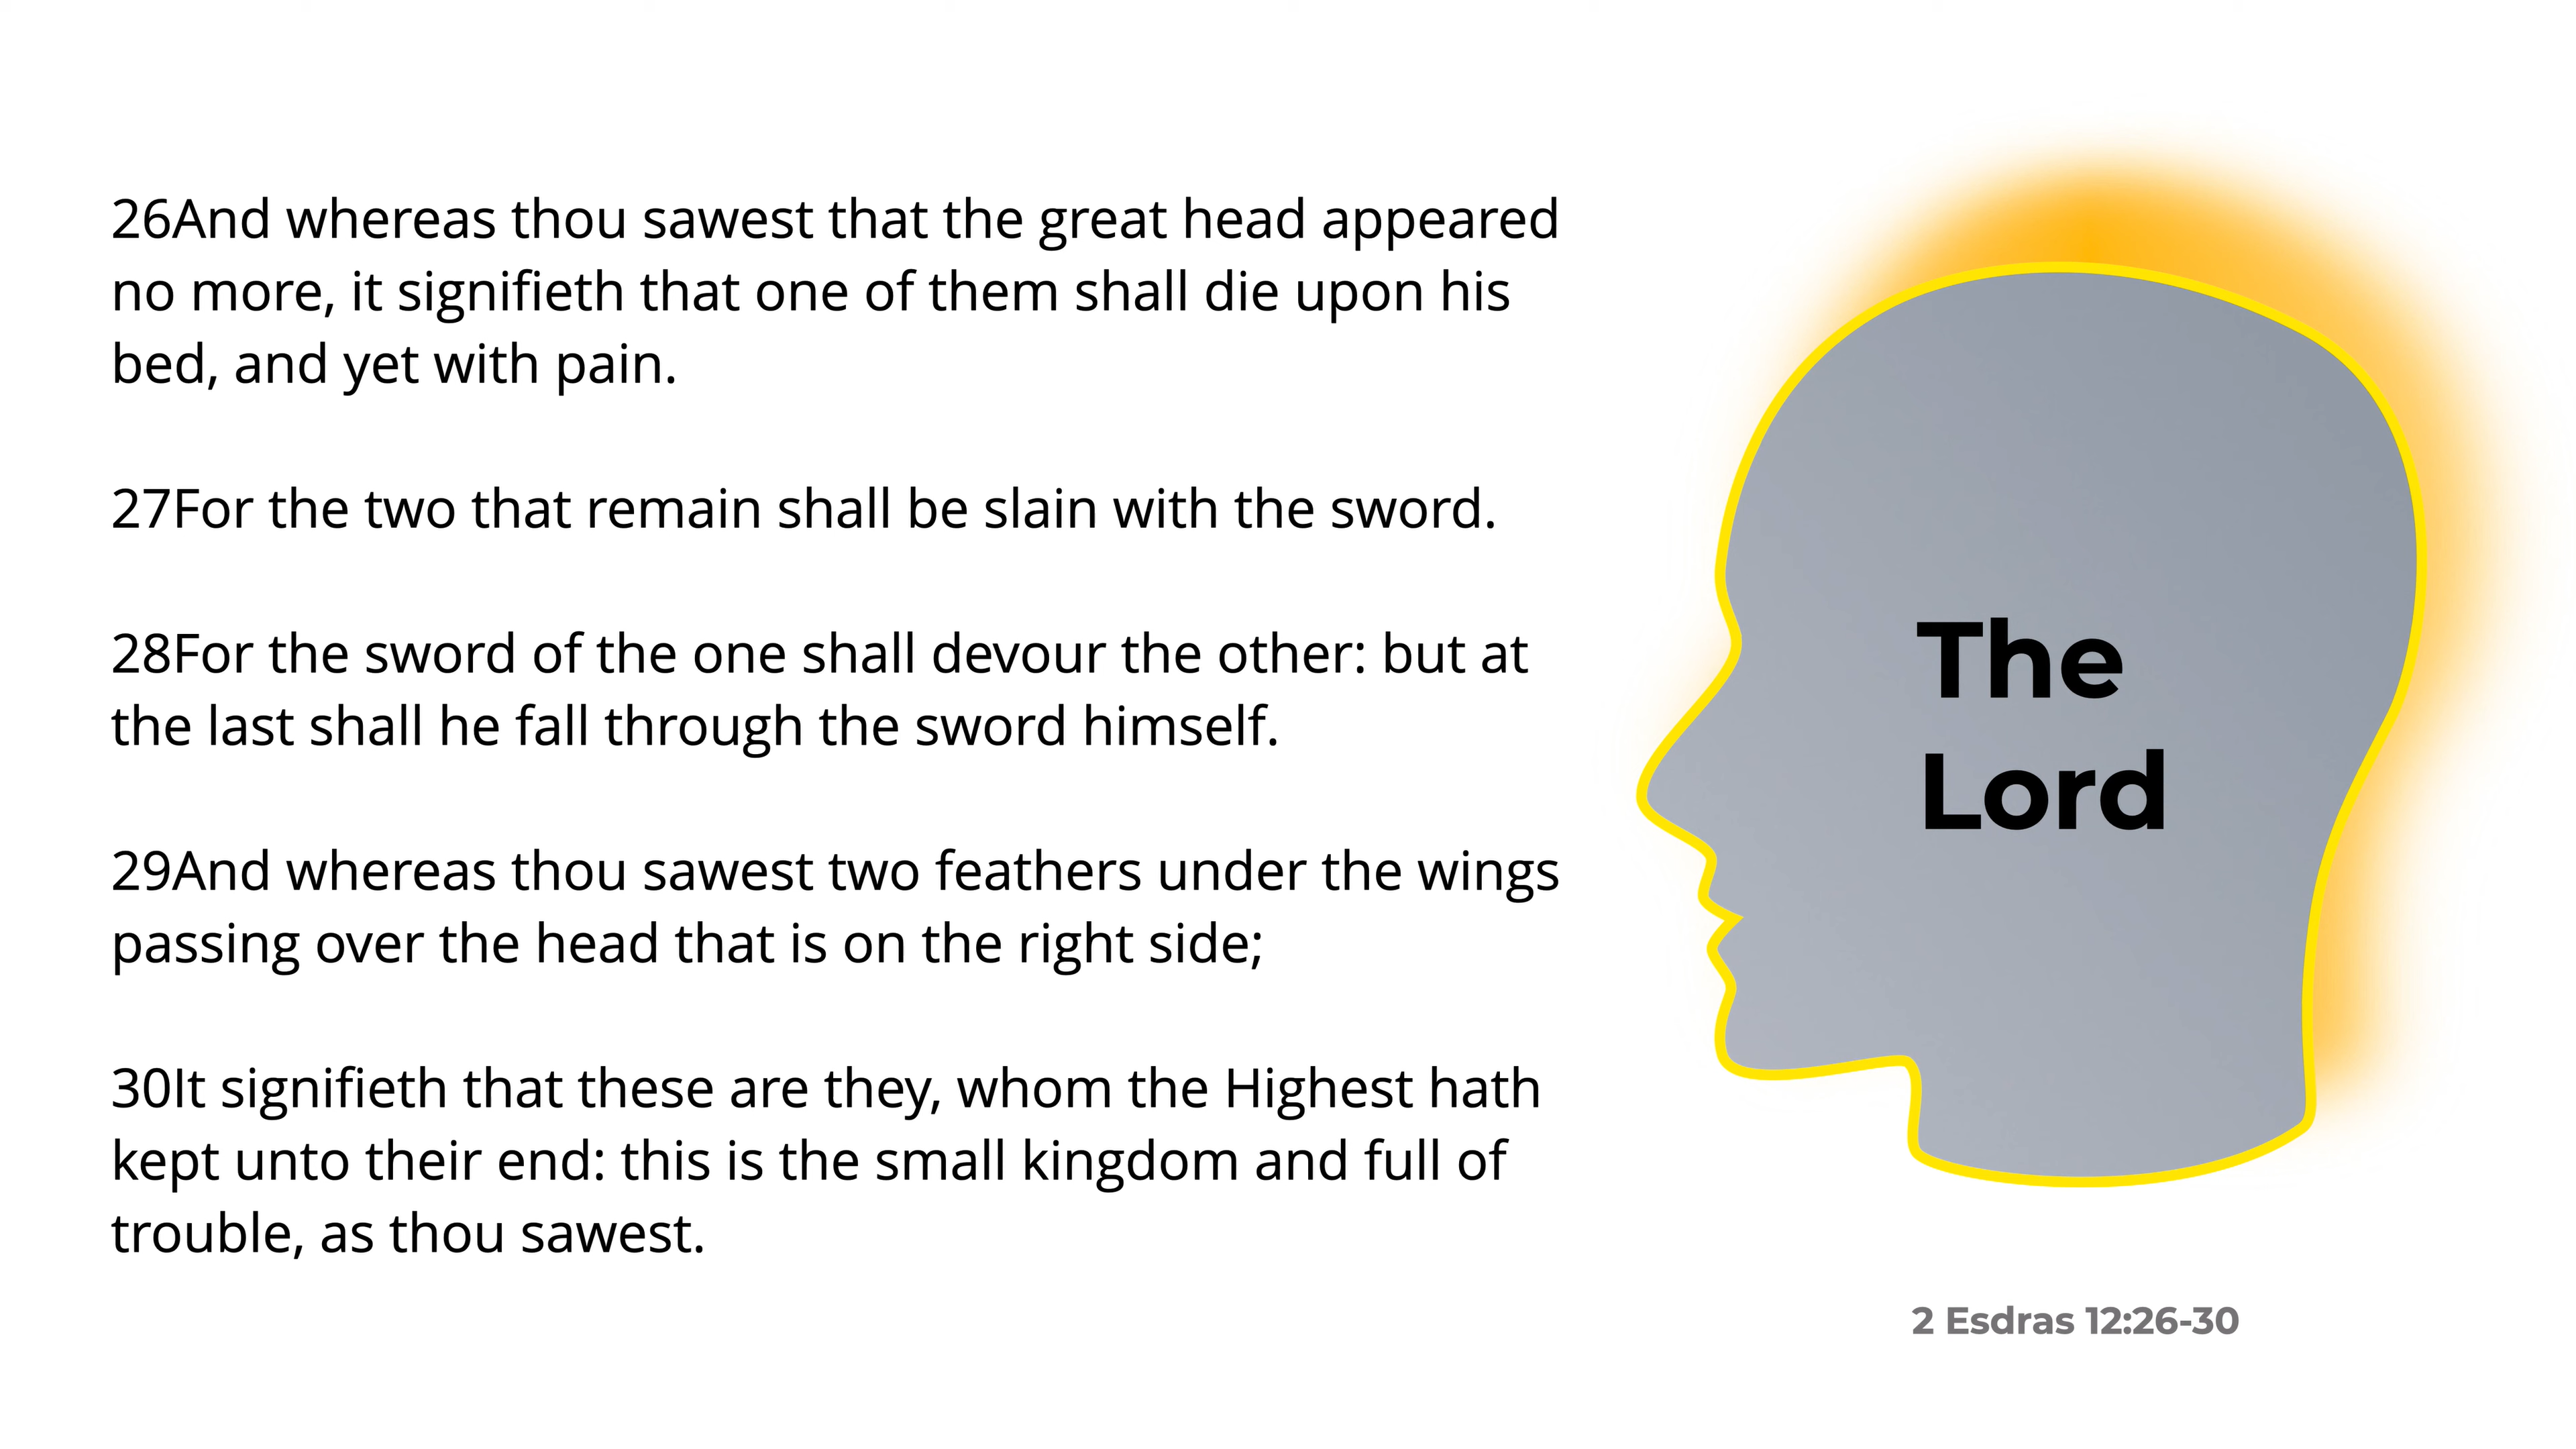 26And whereas thou sawest that the great head appeared
no more, it signifieth that one of them shall die upon his
bed, and yet with pain.
27For the two that remain shall be slain with the sword.
28For the sword of the one shall devour the other: but at
the last shall he fall through the sword himself.
29And whereas thou sawest two feathers under the wings
passing over the head that is on the right side;
30It signifieth that these are they, whom the Highest hath
kept unto their end: this is the small kingdom and full of
trouble, as thou sawest.
The
Lord
2 Esdras 12:26-30